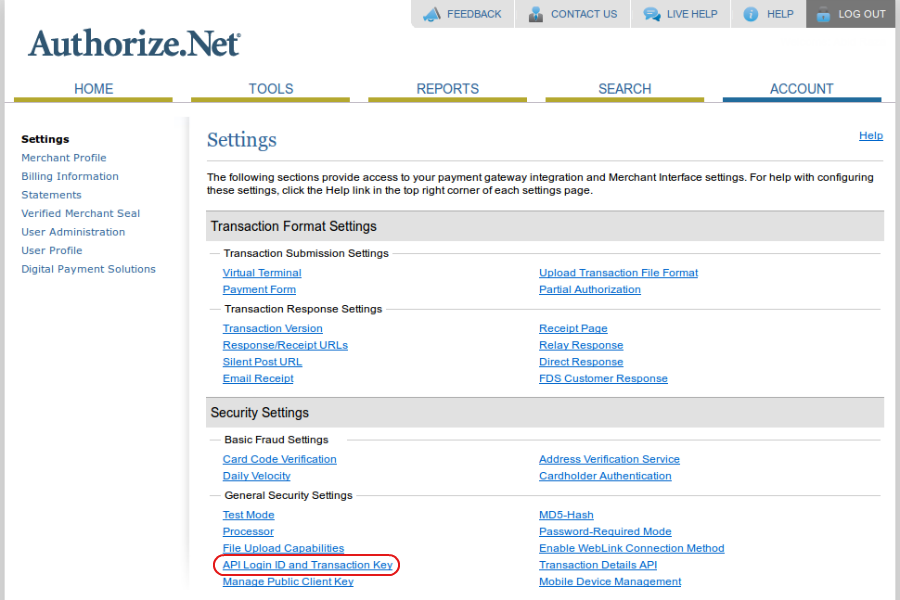 FEEDBACK CONTACT US LIVE HELP HELP LOG OUT
Authorize.Net
HOME TOOLS REPORTS SEARCH ACCOUNT
Settings
Merchant Profile
Billing Information
Statements
Verified Merchant Seal
User Administration
User Profile
Digital Payment Solutions
Settings Help
The following sections provide access to your payment gateway integration and Merchant Interface settings. For help with configuring
these settings, click the Help link in the top right corner of each settings page.
Transaction Format Settings
Transaction Submission Settings
Virtual Terminal Upload Transaction File Format
Payment Form Partial Authorization
Transaction Response Settings
Transaction Version Receipt Page
Response/Receipt URLs Relay Response
Silent Post URL Direct Response
Email Receipt FDS Customer Response
Security Settings
Basic Fraud Settings
Card Code Verification Address Verification Service
Daily Velocity Cardholder Authentication
General Security Settings
Test Mode MD5-Hash
Processor Password-Required Mode
File Upload Capabilities Enable WebLink Connection Method
API Login ID and Transaction Key Transaction Details API
Manage Public Client Key Mobile Device Management